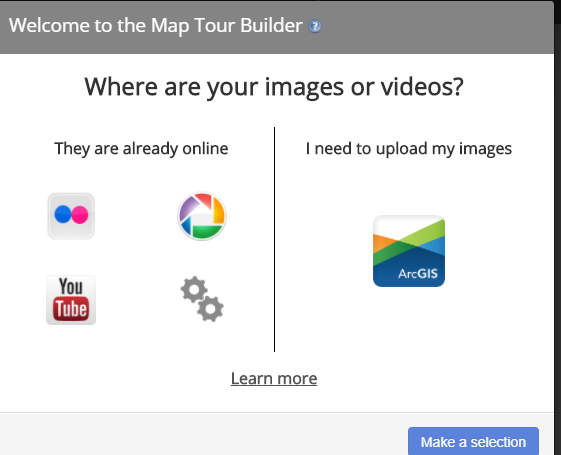 Welcome to the Map Tour Builder ?
Where are your images or videos?
They are already online
I need to upload my images
You
Tube
ArcGIS
Learn more
Make a selection